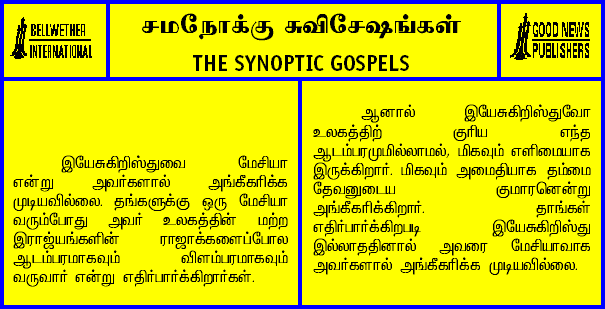 BELLWETHER
INTERNATIONAL
சமநோக்கு சுவிசேஷங்கள்
THE SYNOPTIC GOSPELS
GOOD NEWS
PUBLISHERS
இயேசுகிறிஸ்துவை மேசியா
என்று அவர்களால் அங்கீகரிக்க
முடியவில்லை. தங்களுக்கு ஒரு மேசியா
வரும்போது அவர் உலகத்தின் மற்ற
இராஜ்யங்களின் ராஜாக்களைப்போல
ஆடம்பரமாகவும் விளம்பரமாகவும்
வருவார் என்று எதிர்பார்க்கிறார்கள்.
ஆனால் இயேசுகிறிஸ்துவோ
உலகத்திற் குரிய எந்த
ஆடம்பரமுமில்லாமல், மிகவும் எளிமையாக
இருக்கிறார். மிகவும் அமைதியாக தம்மை
தேவனுடைய குமாரனென்று
அங்கீகரிக்கிறார். தாங்கள்
எதிர்பார்க்கிறபடி இயேசுகிறிஸ்து
இல்லாததினால் அவரை மேசியாவாக
அவர்களால் அங்கீகரிக்க முடியவில்லை.